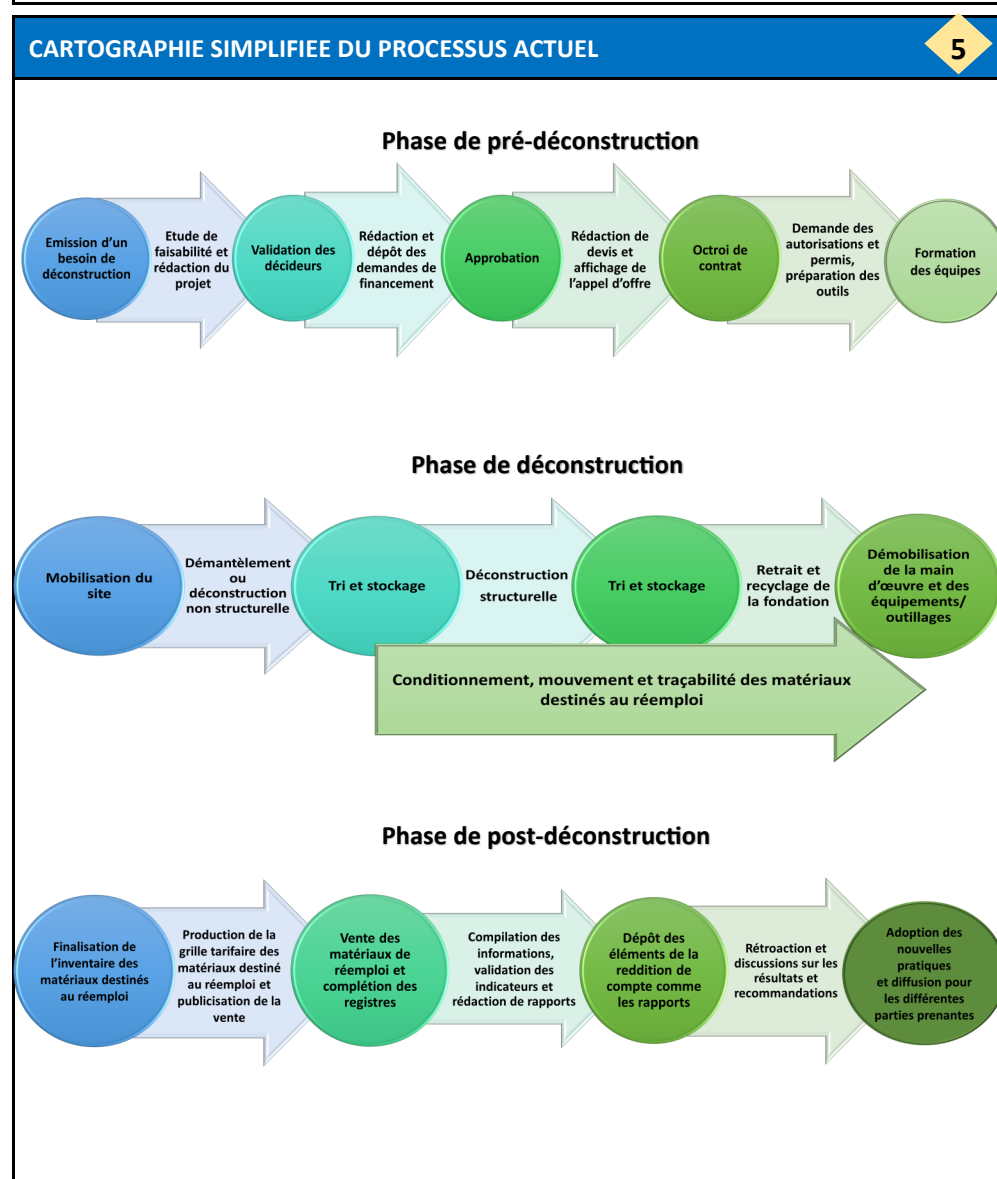 CARTOGRAPHIE SIMPLIFIEE DU PROCESSUS ACTUEL
5
Phase de pré-déconstruction
Emission d'un
besoin de
déconstruction
Etude de
faisabilité et
rédaction du
projet
Validation des
décideurs
Rédaction et
dépôt des
demandes de
financement
Approbation
Rédaction de
devis et
affichage de
l'appel d'offre
Octroi de
contrat
Demande des
autorisations et
permis,
préparation des
outils
Formation
des équipes
Phase de déconstruction
Mobilisation du
site
Démantèlement
ou
déconstruction
non structurelle
Tri et stockage
Déconstruction
structurelle
Tri et stockage
Retrait et
recyclage de
la fondation
Démobilisation
de la main
d'œuvre et des
équipements/
outillages
Conditionnement, mouvement et traçabilité des matériaux
destinés au réemploi
Phase de post-déconstruction
Finalisation de
l'inventaire des
matériaux destinés
au réemploi
Production de la
grille tarifaire des
matériaux destiné
au réemploi et
publicisation de la
vente
Vente des
matériaux de
réemploi et
complétion des
registres
Compilation des
informations,
validation des
indicateurs et
rédaction de rapports
Dépôt des
éléments de la
reddition de
compte comme
les rapports
Rétroaction et
discussions sur les
résultats et
recommandations
Adoption des
nouvelles
pratiques
et diffusion pour
les différentes
parties prenantes